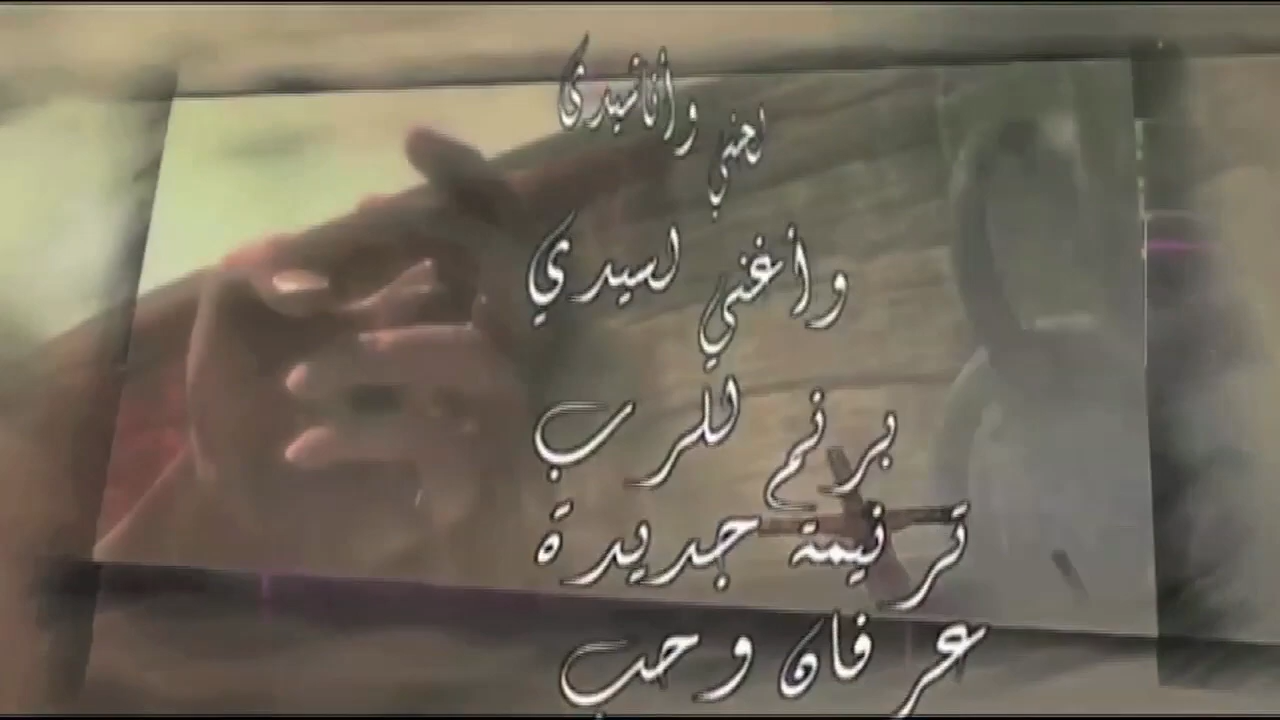 لحني وأناشيدي
وأغني لسيدي
برنم للرب
ترنيمة جديدة
عرفان وحب